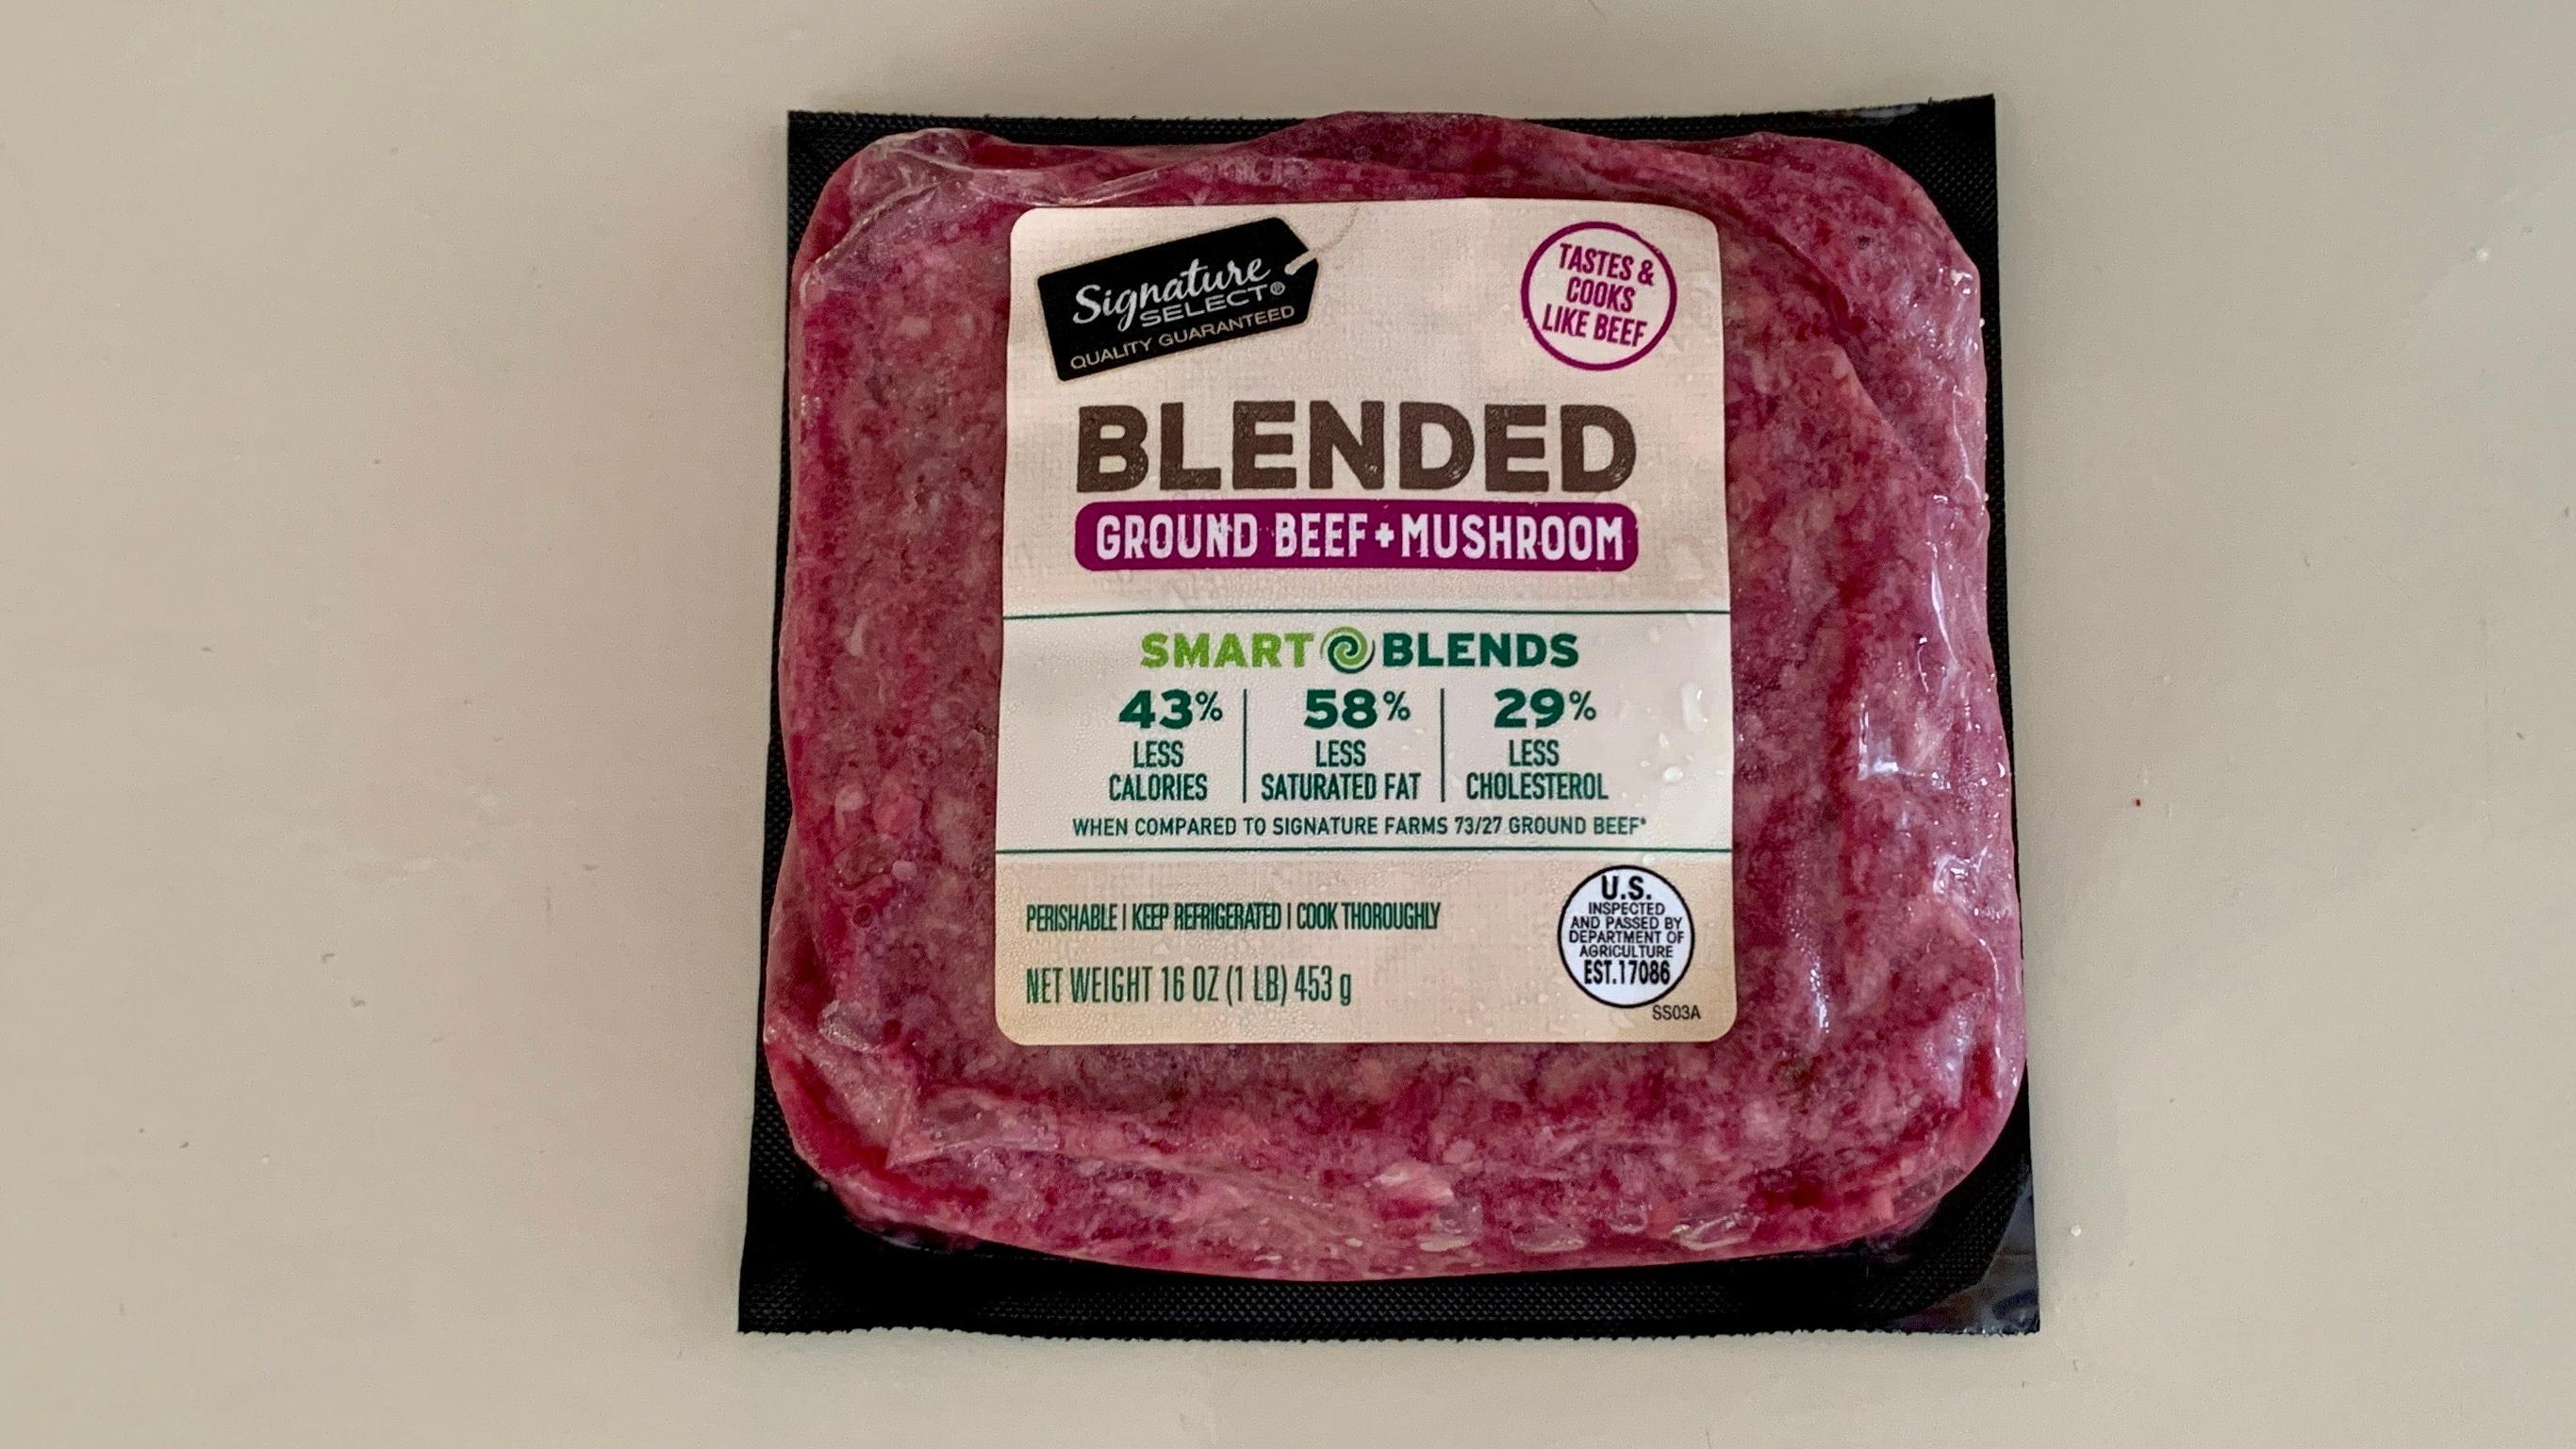 Signature
SELECT®
QUALITY GUARANTEED
TASTES &
COOKS
LIKE BEEF
BLENDED
GROUND BEEF+MUSHROOM
SMART BLENDS
43% LESS CALORIES
58% LESS SATURATED FAT
29% LESS CHOLESTEROL
WHEN COMPARED TO SIGNATURE FARMS 73/27 GROUND BEEF*
PERISHABLE | KEEP REFRIGERATED | COOK THOROUGHLY
NET WEIGHT 16 OZ (1 LB) 453 g
U.S.
INSPECTED
AND PASSED BY
DEPARTMENT OF
AGRICULTURE
EST.17086
SS03A